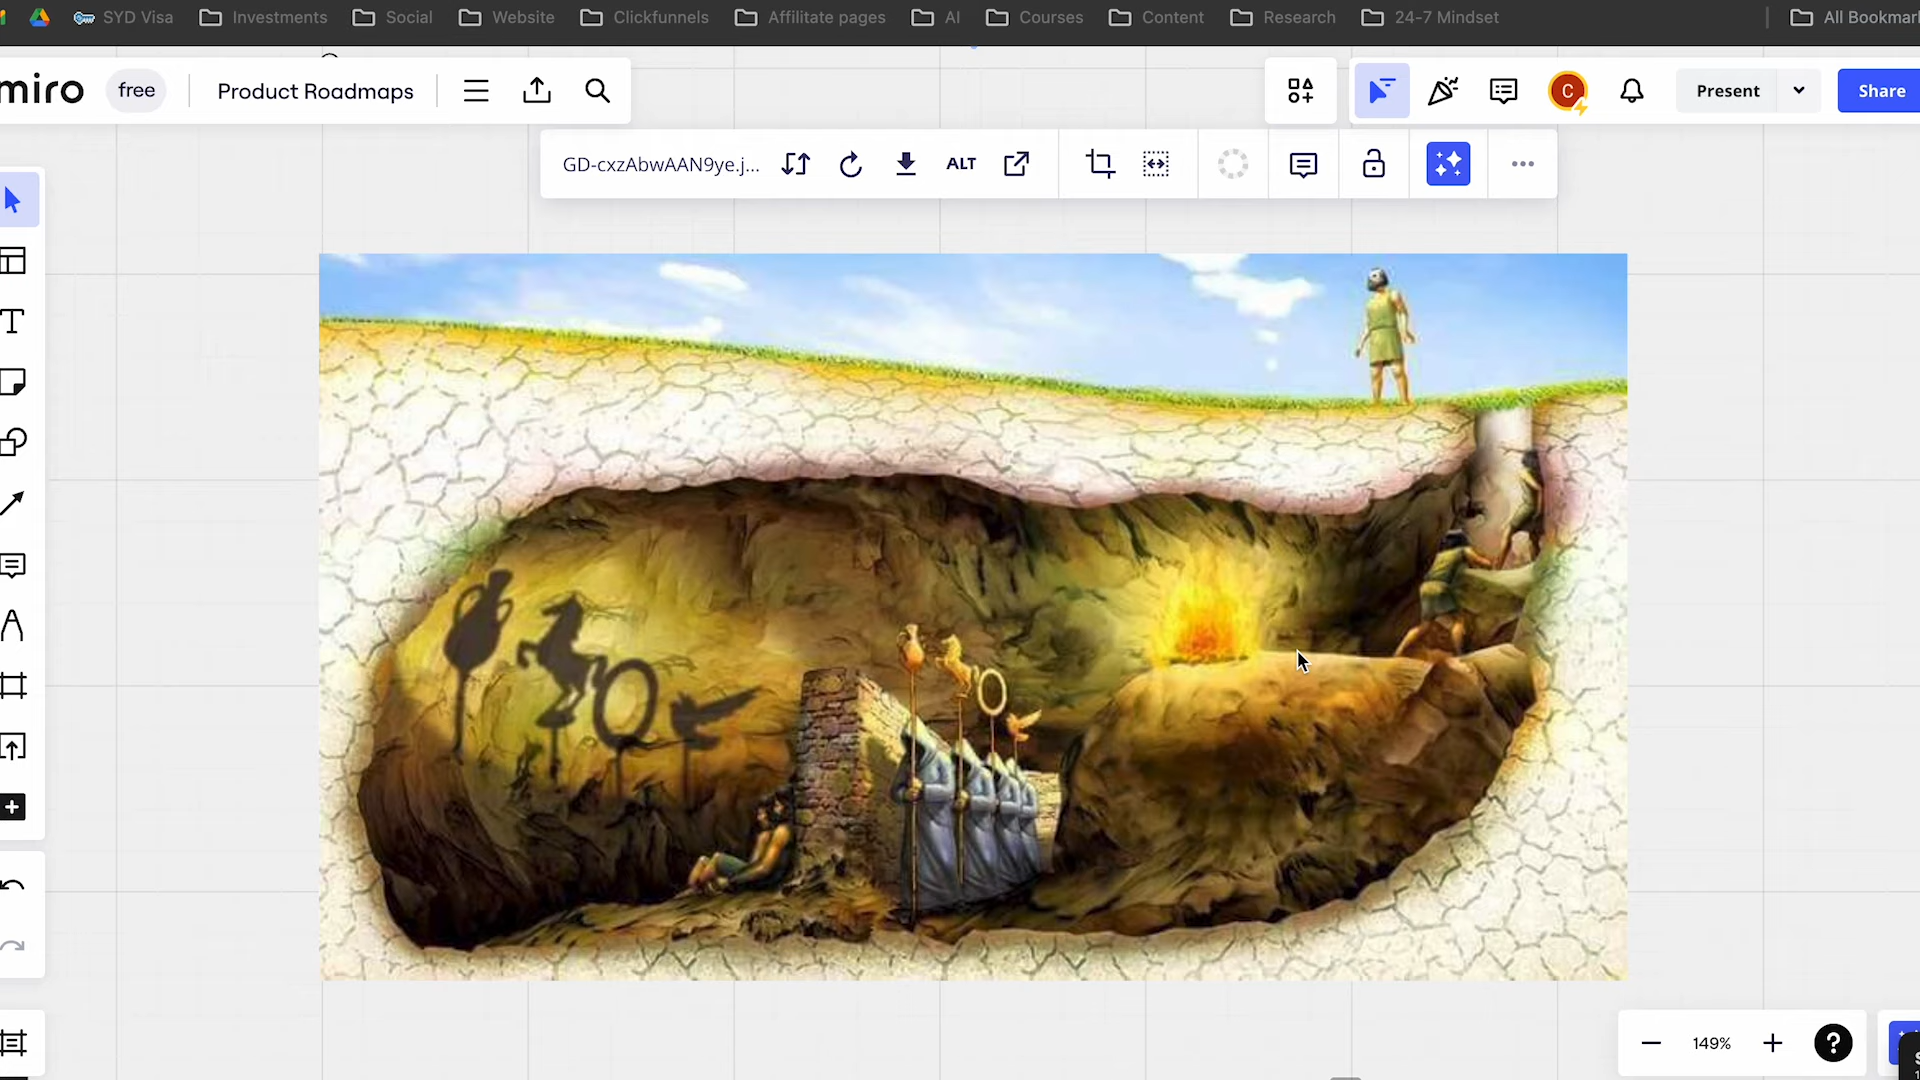 SYD Visa Investments Social Website Clickfunnels Affilitate pages AI Courses Content Research 24-7 Mindset All Bookmar
miro free Product Roadmaps C Present Share
GD-cxzAbwAAN9ye.j... ALT
149% ?